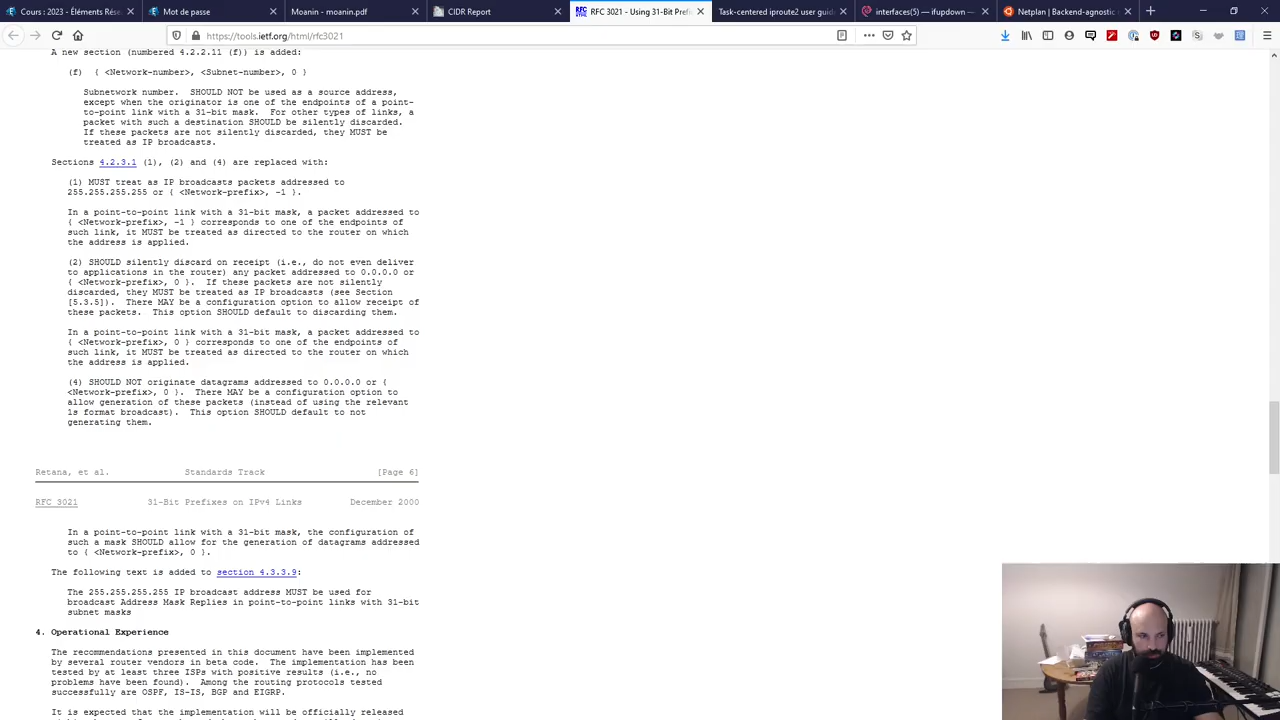 Cours : 2023 - Éléments Rése
Mot de passe
Moanin - moanin.pdf
CIDR Report
RFC 3021 - Using 31-Bit Prefi
Task-centered iproute2 user guid
interfaces(5) — ifupdown —
Netplan | Backend-agnostic
https://tools.ietf.org/html/rfc3021
A new section (numbered 4.2.2.11 (f)) is added:
(f) { <Network-number>, <Subnet-number>, 0 }
Subnetwork number. SHOULD NOT be used as a source address,
except when the originator is one of the endpoints of a point-
to-point link with a 31-bit mask. For other types of links, a
packet with such a destination SHOULD be silently discarded.
If these packets are not silently discarded, they MUST be
treated as IP broadcasts.
Sections 4.2.3.1 (1), (2) and (4) are replaced with:
(1) MUST treat as IP broadcasts packets addressed to
255.255.255.255 or { <Network-prefix>, -1 }.
In a point-to-point link with a 31-bit mask, a packet addressed to
{ <Network-prefix>, -1 } corresponds to one of the endpoints of
such link, it MUST be treated as directed to the router on which
the address is applied.
(2) SHOULD silently discard on receipt (i.e., do not even deliver
to applications in the router) any packet addressed to 0.0.0.0 or
{ <Network-prefix>, 0 }. If these packets are not silently
discarded, they MUST be treated as IP broadcasts (see Section
[5.3.5]). There MAY be a configuration option to allow receipt of
these packets. This option SHOULD default to discarding them.
In a point-to-point link with a 31-bit mask, a packet addressed to
{ <Network-prefix>, 0 } corresponds to one of the endpoints of
such link, it MUST be treated as directed to the router on which
the address is applied.
(4) SHOULD NOT originate datagrams addressed to 0.0.0.0 or {
<Network-prefix>, 0 }. There MAY be a configuration option to
allow generation of these packets (instead of using the relevant
1s format broadcast). This option SHOULD default to not
generating them.
Retana, et al. Standards Track [Page 6]
RFC 3021 31-Bit Prefixes on IPv4 Links December 2000
In a point-to-point link with a 31-bit mask, the configuration of
such a mask SHOULD allow for the generation of datagrams addressed
to { <Network-prefix>, 0 }.
The following text is added to section 4.3.3.9:
The 255.255.255.255 IP broadcast address MUST be used for
broadcast Address Mask Replies in point-to-point links with 31-bit
subnet masks
4. Operational Experience
The recommendations presented in this document have been implemented
by several router vendors in beta code. The implementation has been
tested by at least three ISPs with positive results (i.e., no
problems have been found). Among the routing protocols tested
successfully are OSPF, IS-IS, BGP and EIGRP.
It is expected that the implementation will be officially released